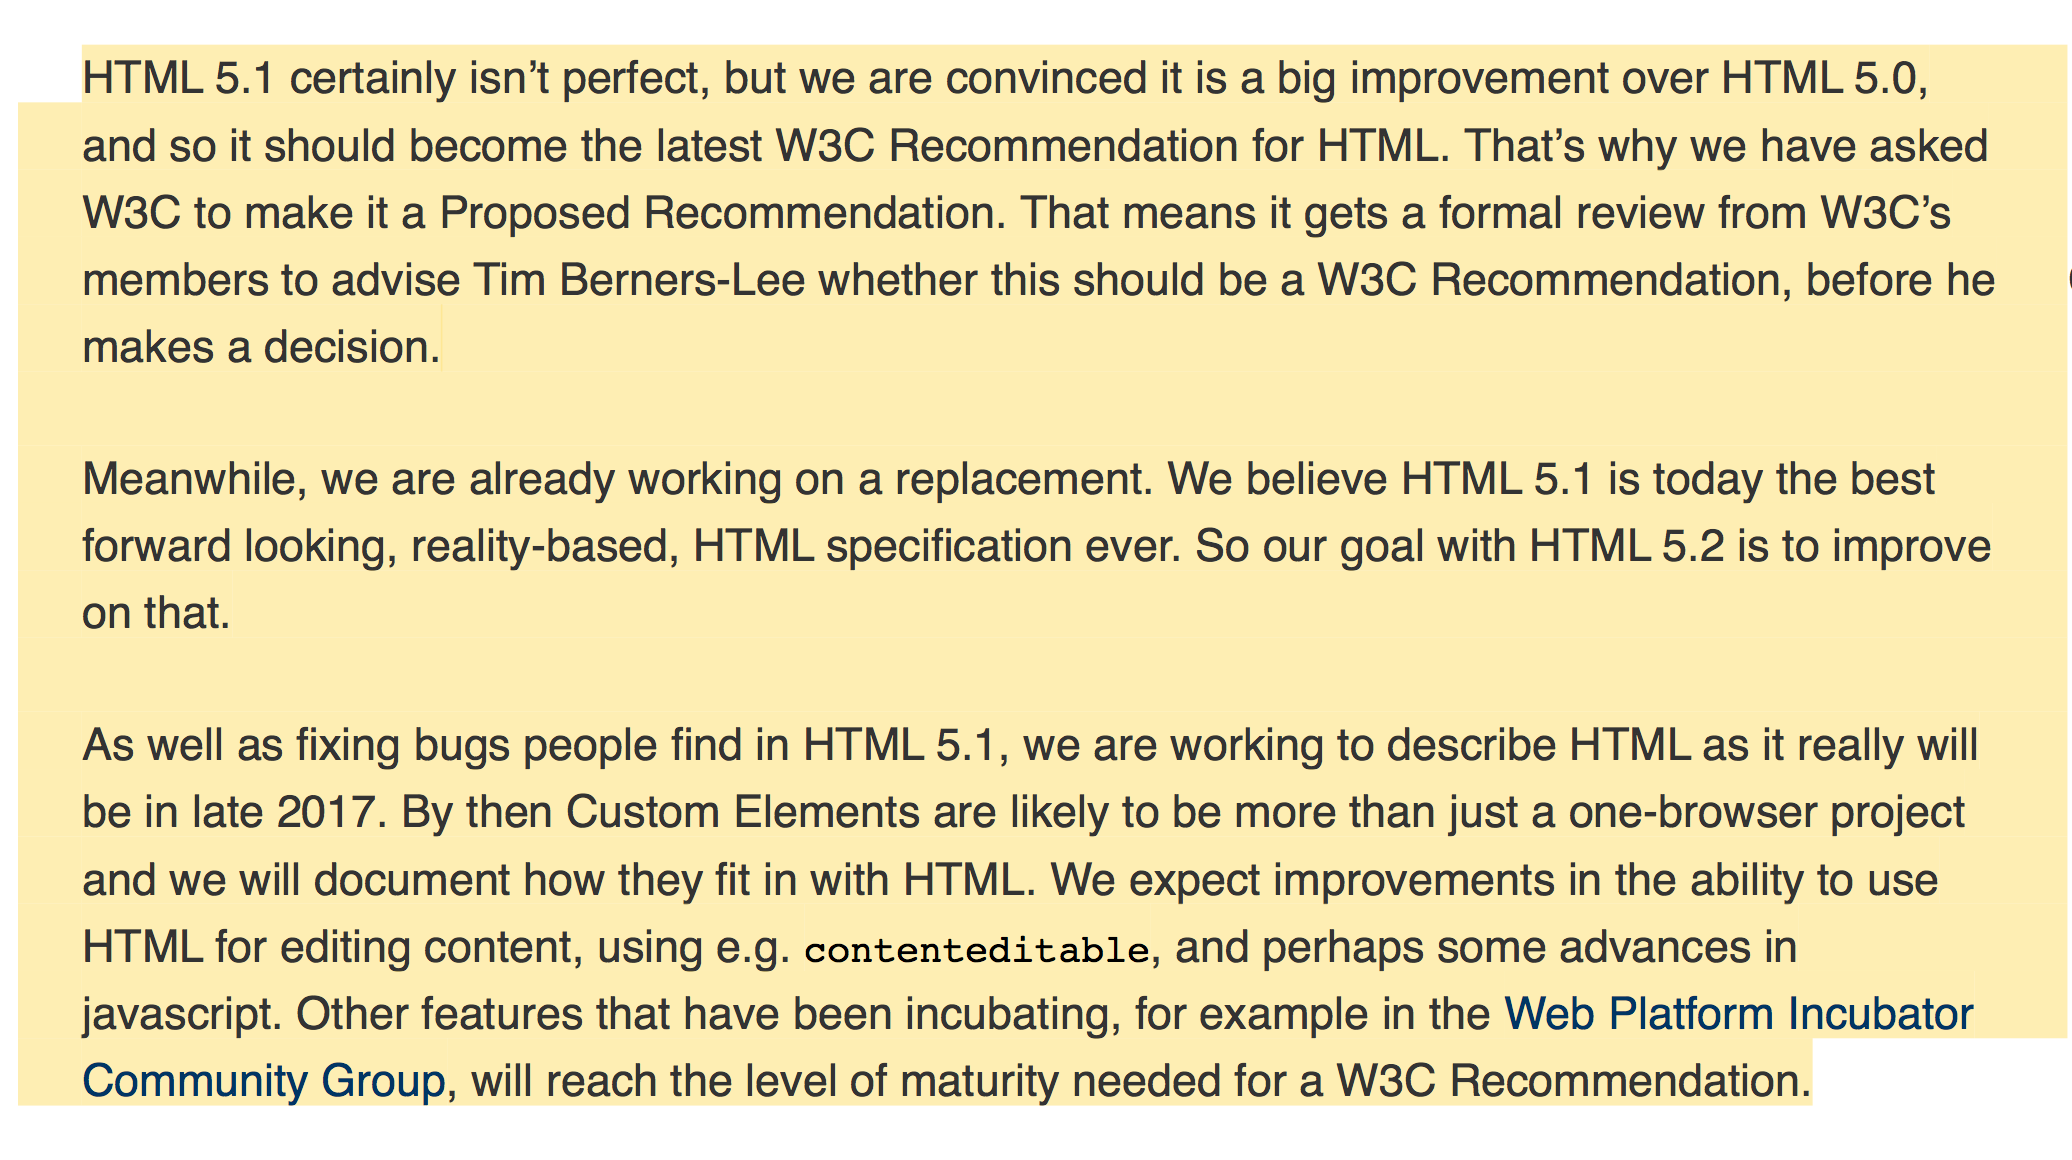 HTML 5.1 certainly isn’t perfect, but we are convinced it is a big improvement over HTML 5.0,
and so it should become the latest W3C Recommendation for HTML. That’s why we have asked
W3C to make it a Proposed Recommendation. That means it gets a formal review from W3C’s
members to advise Tim Berners-Lee whether this should be a W3C Recommendation, before he
makes a decision.
Meanwhile, we are already working on a replacement. We believe HTML 5.1 is today the best
forward looking, reality-based, HTML specification ever. So our goal with HTML 5.2 is to improve
on that.
As well as fixing bugs people find in HTML 5.1, we are working to describe HTML as it really will
be in late 2017. By then Custom Elements are likely to be more than just a one-browser project
and we will document how they fit in with HTML. We expect improvements in the ability to use
HTML for editing content, using e.g. contenteditable, and perhaps some advances in
javascript. Other features that have been incubating, for example in the Web Platform Incubator
Community Group, will reach the level of maturity needed for a W3C Recommendation.